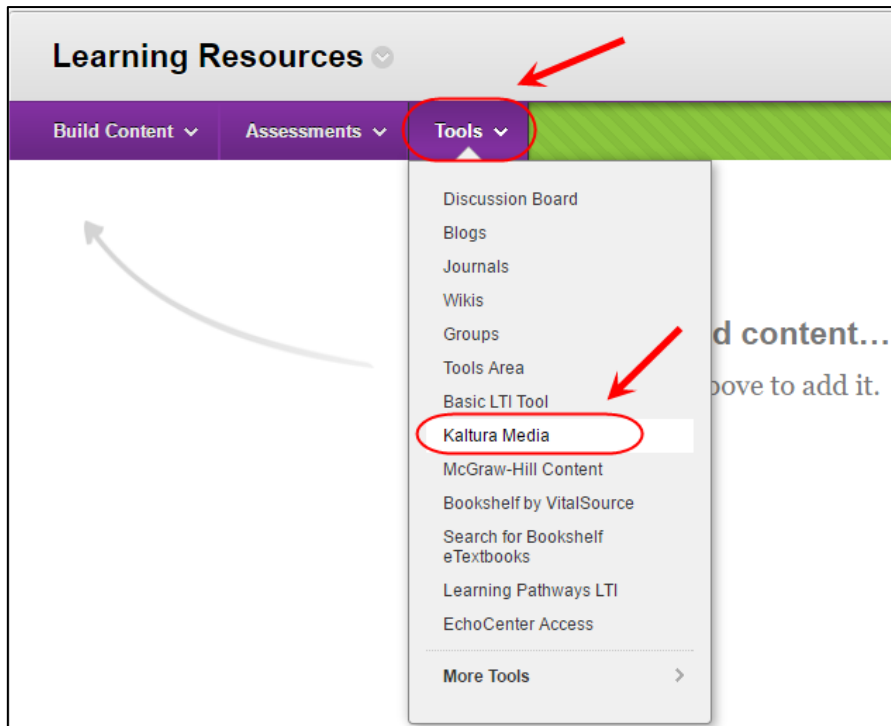 Learning Resources
Build Content
Assessments
Tools
Discussion Board
Blogs
Journals
Wikis
Groups
Tools Area
Basic LTI Tool
Kaltura Media
McGraw-Hill Content
Bookshelf by VitalSource
Search for Bookshelf
eTextbooks
Learning Pathways LTI
EchoCenter Access
More Tools
d content...
to add it.